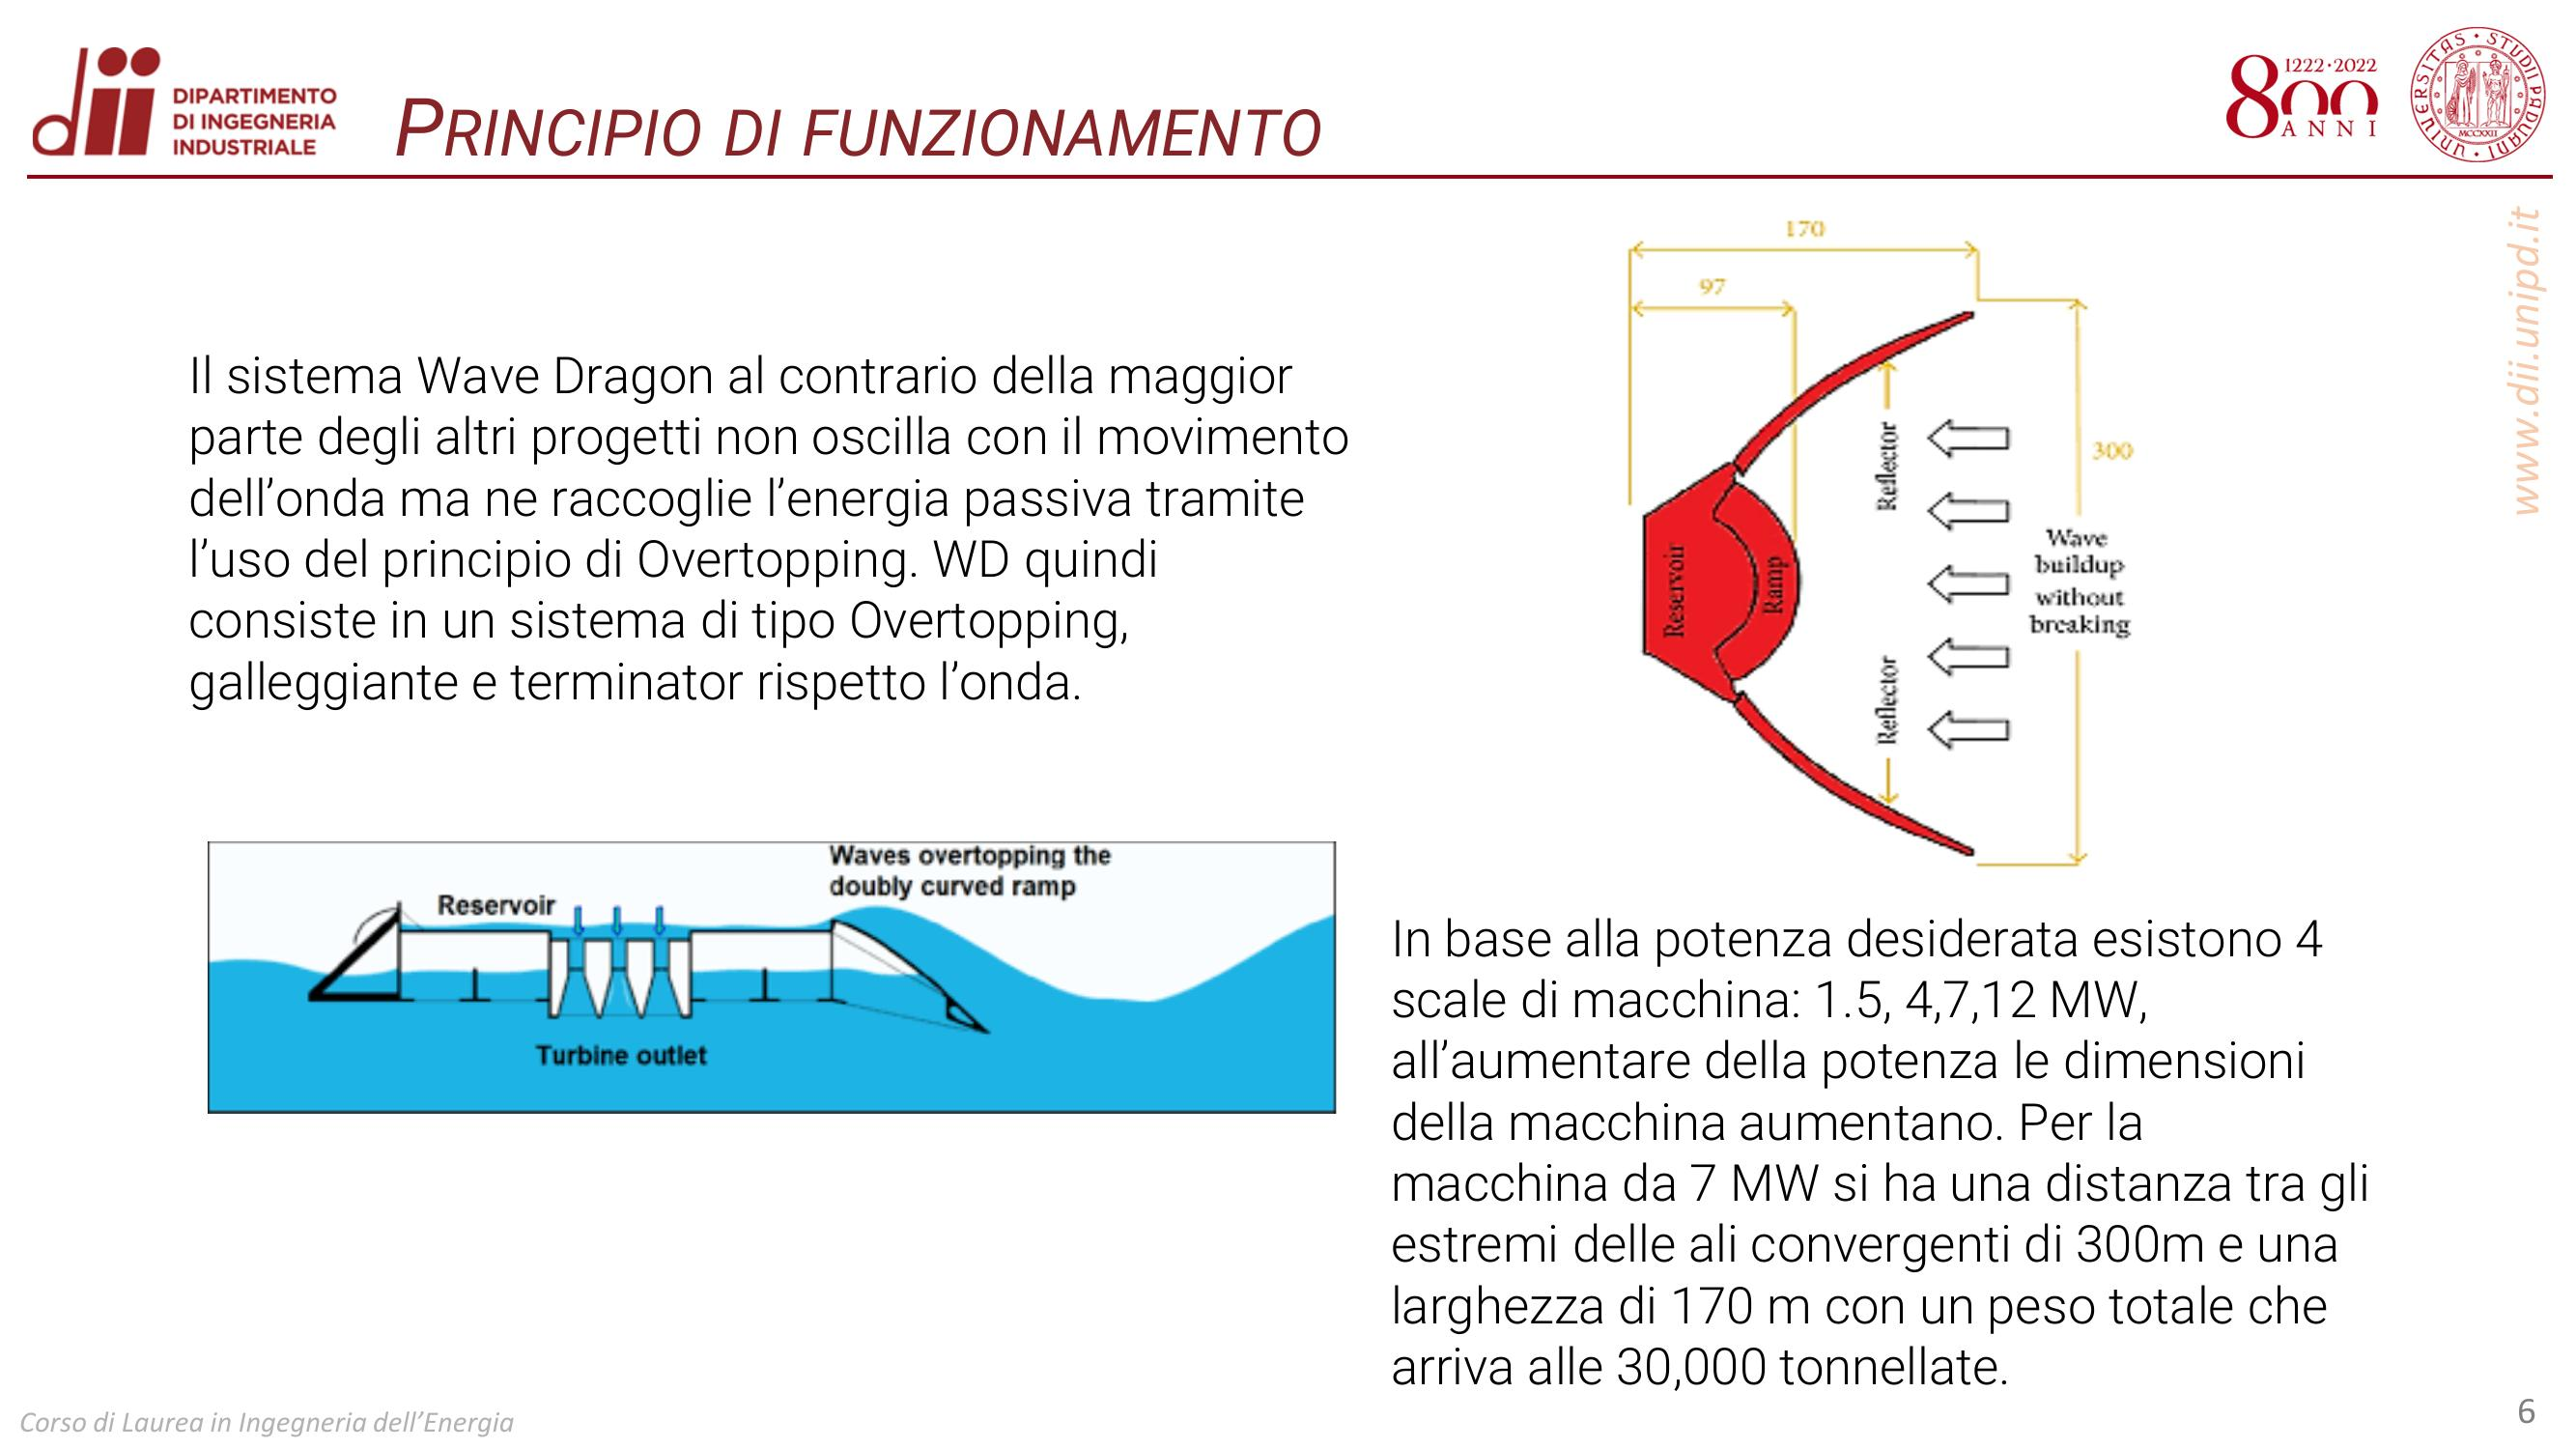 DIPARTIMENTO
DI INGEGNERIA
INDUSTRIALE
PRINCIPIO DI FUNZIONAMENTO
1222·2022
800
ANNI
UNIVERSITAS STUDII PADUANI
MCCXXII
www.dii.unipd.it
Il sistema Wave Dragon al contrario della maggior
parte degli altri progetti non oscilla con il movimento
dell’onda ma ne raccoglie l’energia passiva tramite
l’uso del principio di Overtopping. WD quindi
consiste in un sistema di tipo Overtopping,
galleggiante e terminator rispetto l’onda.
170
97
300
Reflector
Reservoir
Ramp
Reflector
Wave
buildup
without
breaking
Waves overtopping the
doubly curved ramp
Reservoir
Turbine outlet
In base alla potenza desiderata esistono 4
scale di macchina: 1.5, 4,7,12 MW,
all’aumentare della potenza le dimensioni
della macchina aumentano. Per la
macchina da 7 MW si ha una distanza tra gli
estremi delle ali convergenti di 300m e una
larghezza di 170 m con un peso totale che
arriva alle 30,000 tonnellate.
Corso di Laurea in Ingegneria dell’Energia
6